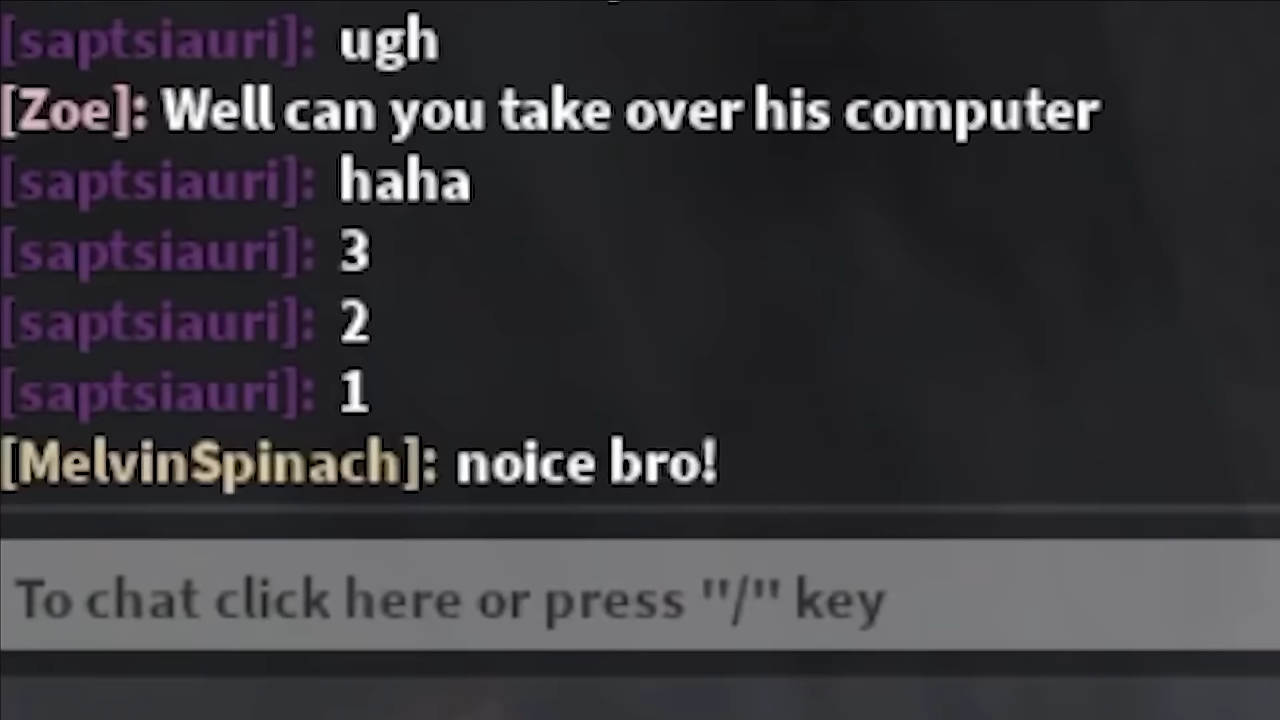 [saptsiauri]: ugh
[Zoe]: Well can you take over his computer
[saptsiauri]: haha
[saptsiauri]: 3
[saptsiauri]: 2
[saptsiauri]: 1
[MelvinSpinach]: noice bro!
To chat click here or press "/" key